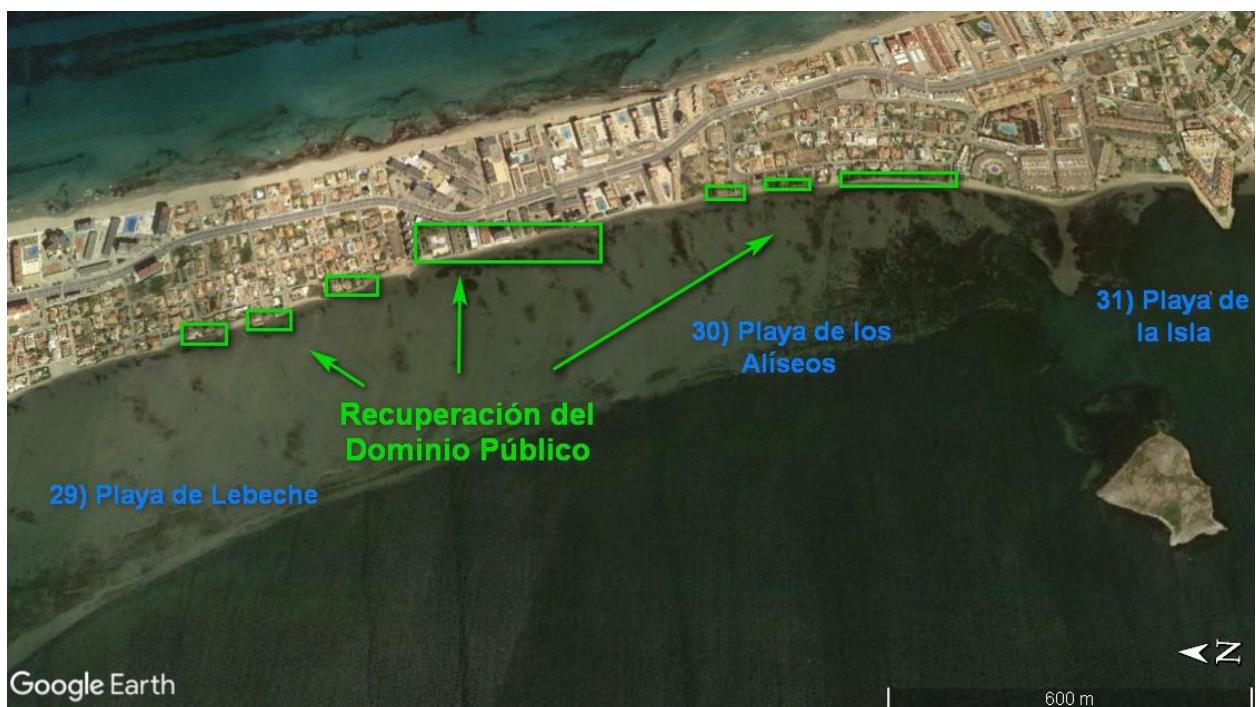 31) Playa de
la Isla
30) Playa de los
Alíseos
Recuperación del
Dominio Público
29) Playa de Lebeche
N
Google Earth
600 m